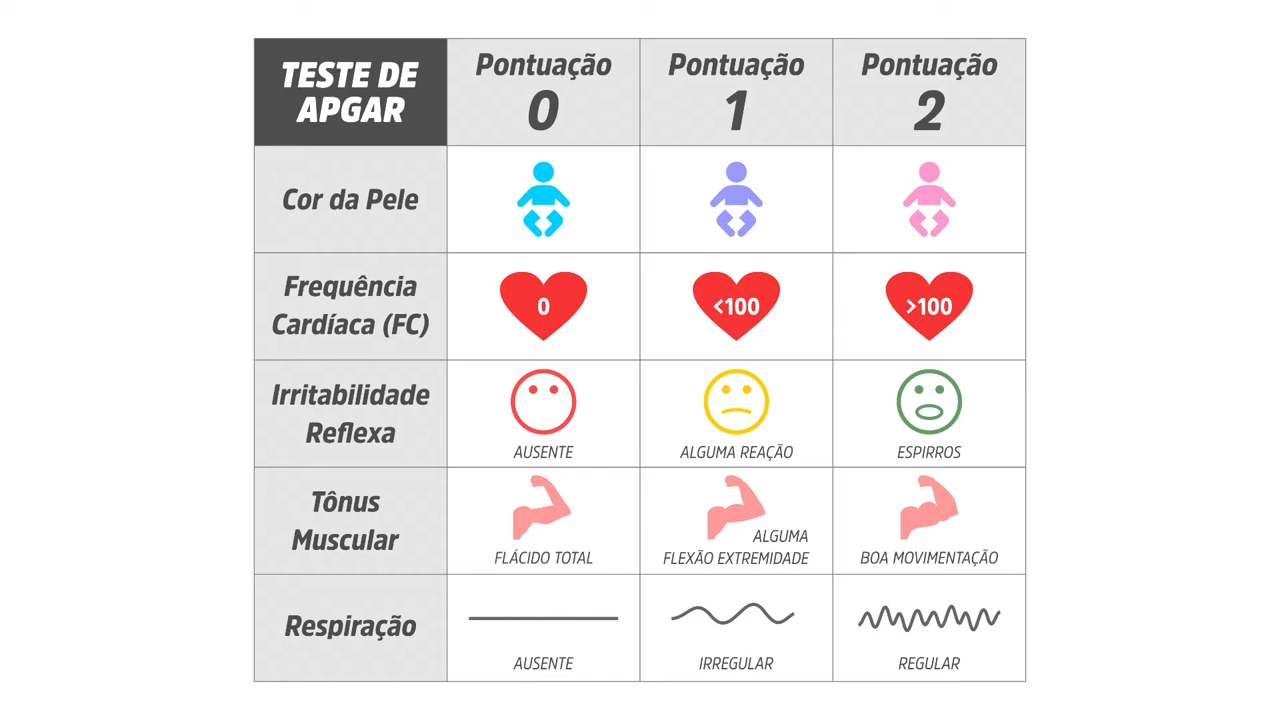 TESTE DE
APGAR
Pontuação
0
Pontuação
1
Pontuação
2
Cor da Pele
Frequência
Cardíaca (FC)
0
<100
>100
Irritabilidade
Reflexa
AUSENTE
ALGUMA REAÇÃO
ESPIRROS
Tônus
Muscular
FLÁCIDO TOTAL
ALGUMA
FLEXÃO EXTREMIDADE
BOA MOVIMENTAÇÃO
Respiração
AUSENTE
IRREGULAR
REGULAR